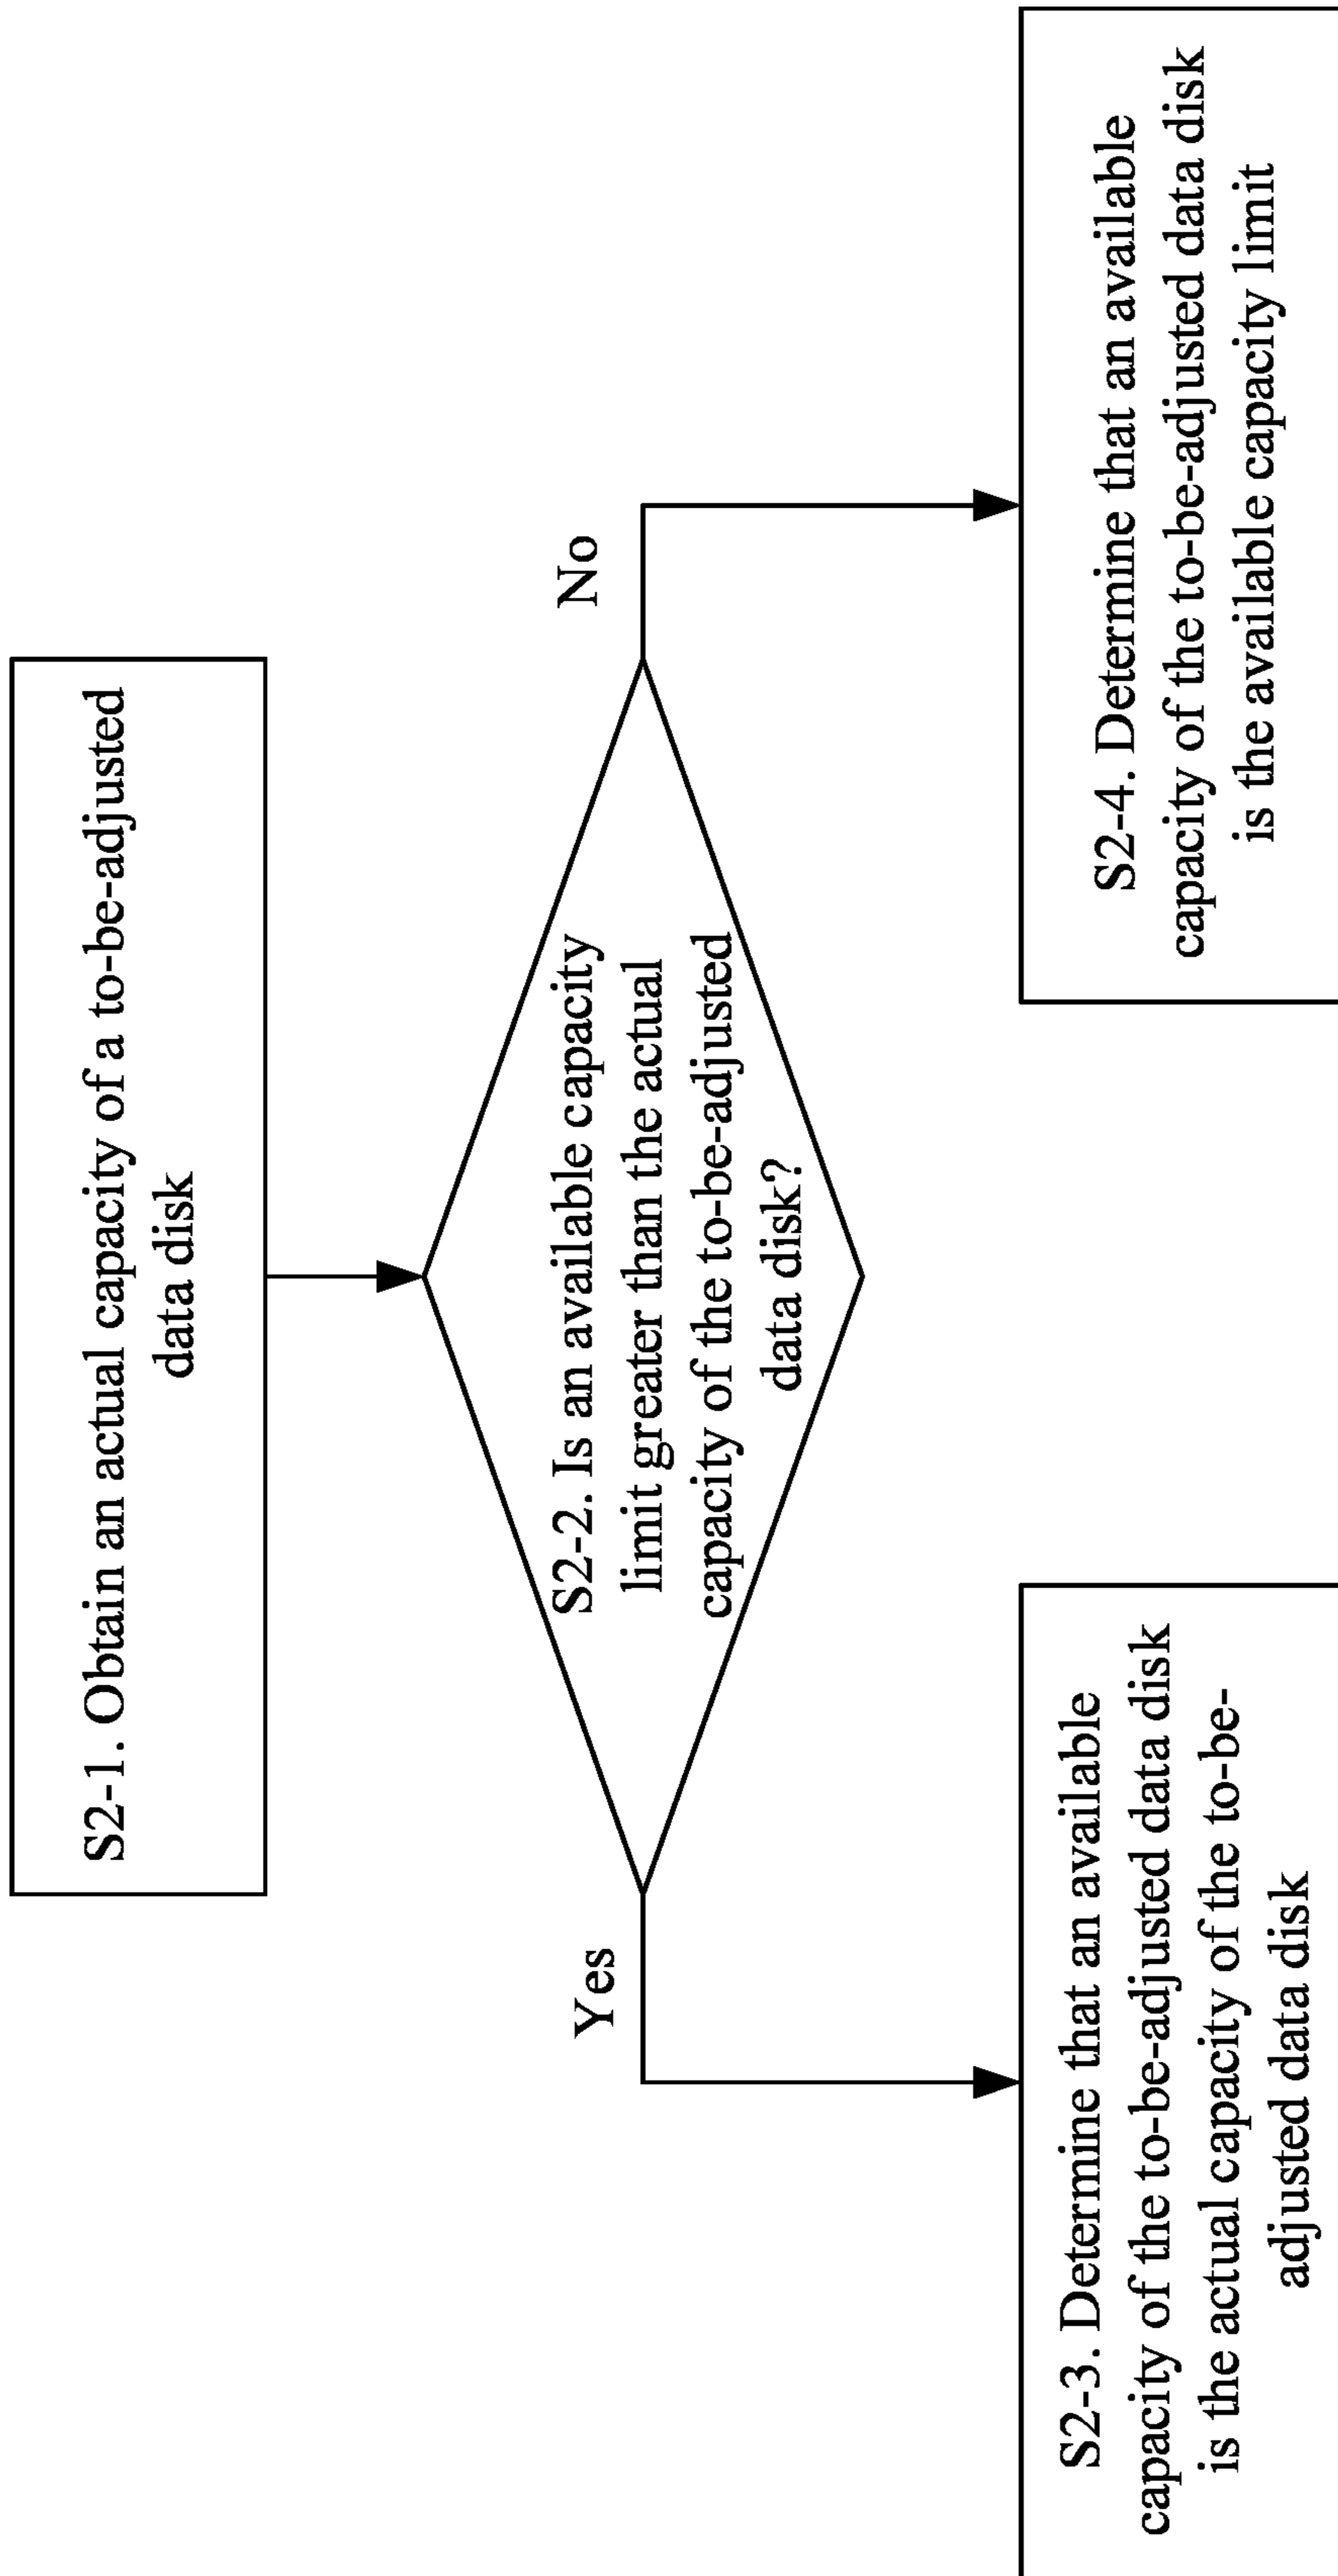 S2-1. Obtain an actual capacity of a to-be-adjusted
data disk
S2-2. Is an available capacity
limit greater than the actual
capacity of the to-be-adjusted
data disk?
Yes
No
S2-3. Determine that an available
capacity of the to-be-adjusted data disk
is the actual capacity of the to-be-
adjusted data disk
S2-4. Determine that an available
capacity of the to-be-adjusted data disk
is the available capacity limit